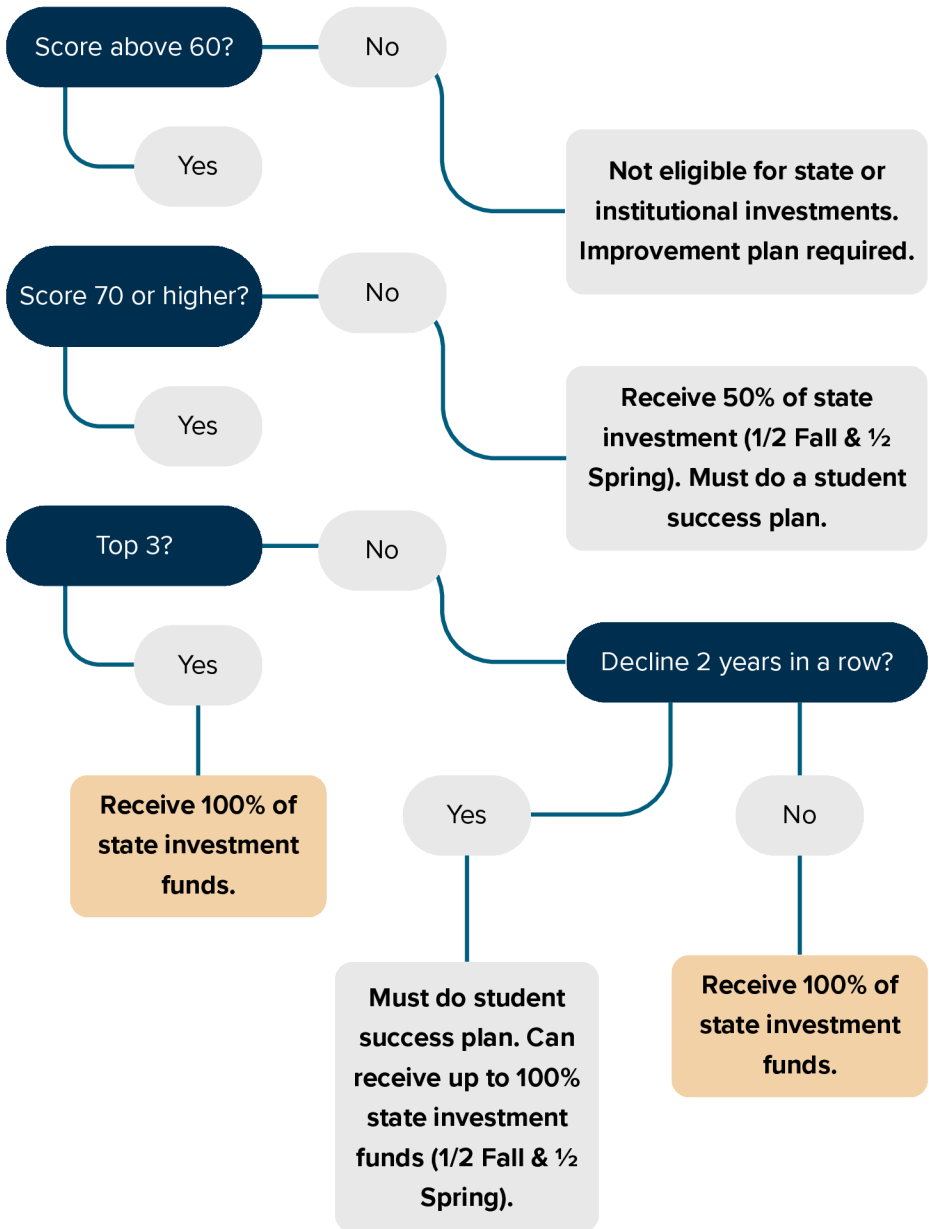 Score above 60?
No
Yes
Not eligible for state or
institutional investments.
Improvement plan required.
Score 70 or higher?
No
Yes
Receive 50% of state
investment (1/2 Fall & ½
Spring). Must do a student
success plan.
Top 3?
No
Yes
Decline 2 years in a row?
Receive 100% of
state investment
funds.
Yes
No
Must do student
success plan. Can
receive up to 100%
state investment
funds (1/2 Fall & ½
Spring).
Receive 100% of
state investment
funds.